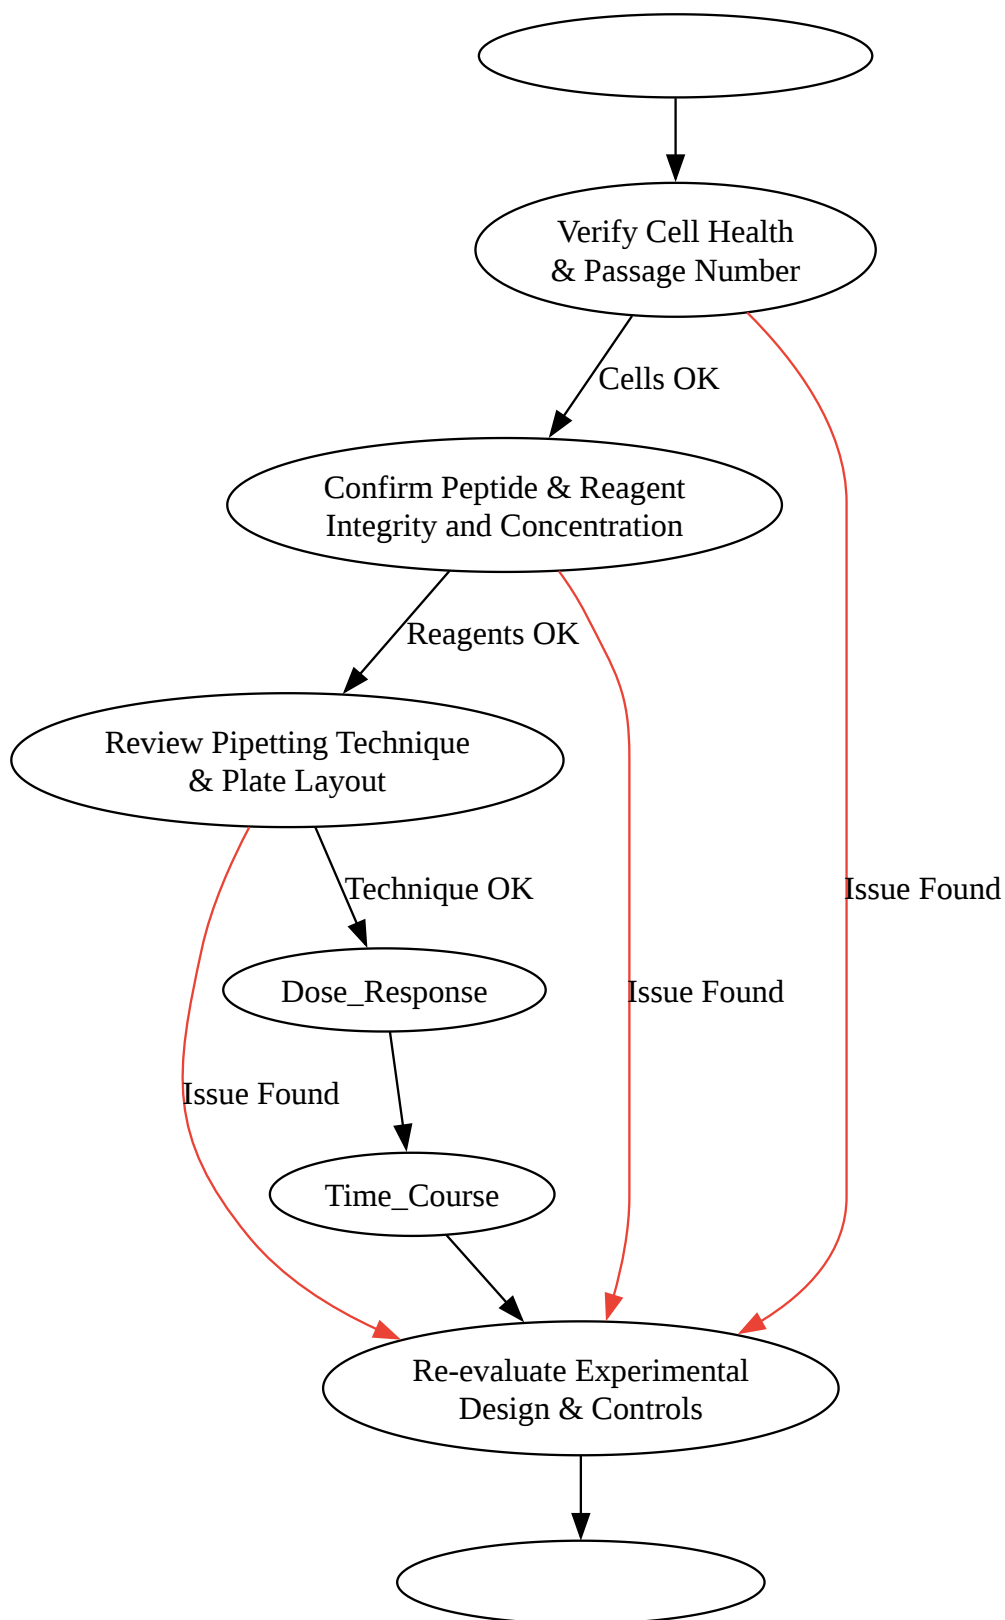 Verify Cell Health
& Passage Number
Cells OK
Confirm Peptide & Reagent
Integrity and Concentration
Reagents OK
Review Pipetting Technique
& Plate Layout
Technique OK
Issue Found
Dose_Response
Issue Found
Issue Found
Time_Course
Re-evaluate Experimental
Design & Controls